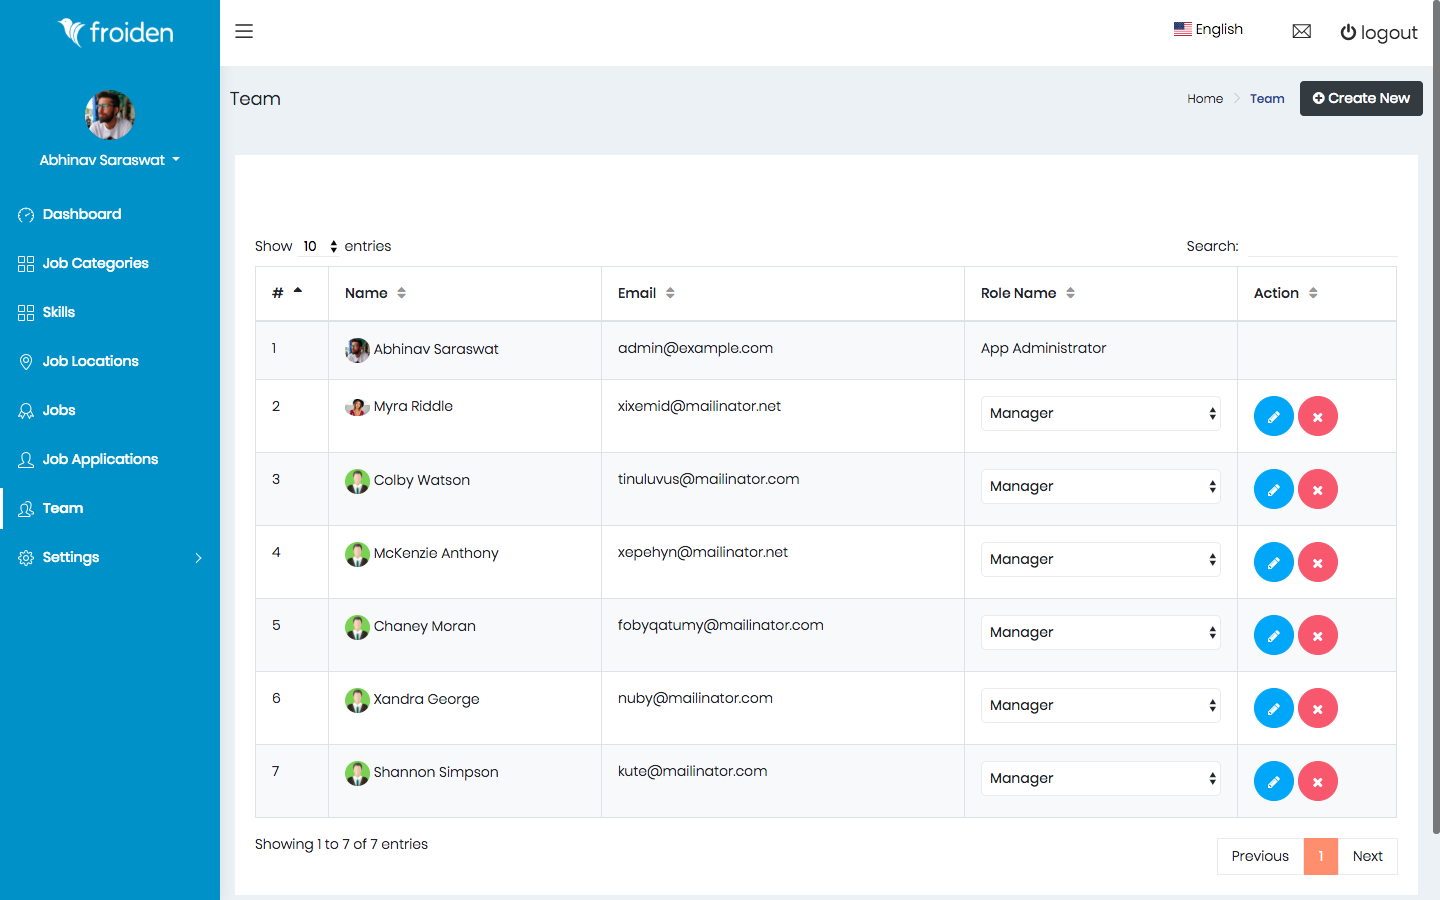 froiden
English
logout
Abhinav Saraswat
Dashboard
Job Categories
Skills
Job Locations
Jobs
Job Applications
Team
Settings
Team
Home
Team
Create New
Show 10 entries
Search:
# Name Email Role Name Action
1 Abhinav Saraswat admin@example.com App Administrator
2 Myra Riddle xixemid@mailinator.net Manager
3 Colby Watson tinuluvus@mailinator.com Manager
4 McKenzie Anthony xepehyn@mailinator.net Manager
5 Chaney Moran fobyqatumy@mailinator.com Manager
6 Xandra George nuby@mailinator.com Manager
7 Shannon Simpson kute@mailinator.com Manager
Showing 1 to 7 of 7 entries
Previous 1 Next